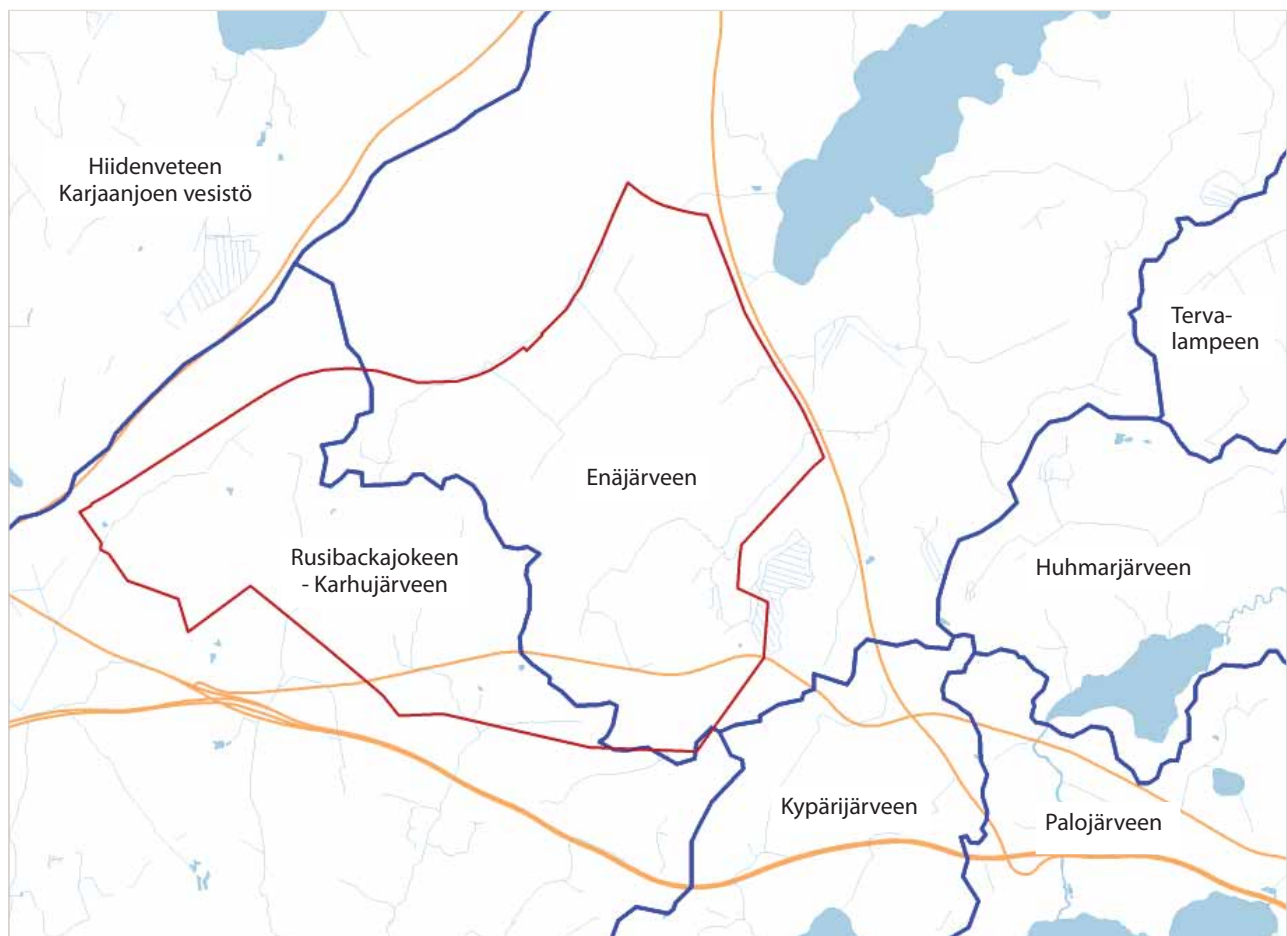 Hiidenveteen
Karjaanjoen vesistö
Terva-
lampeen
Enäjärveen
Rusibackajokeen
- Karhujärveen
Huhmarjärveen
Kypärijärveen
Palojärveen